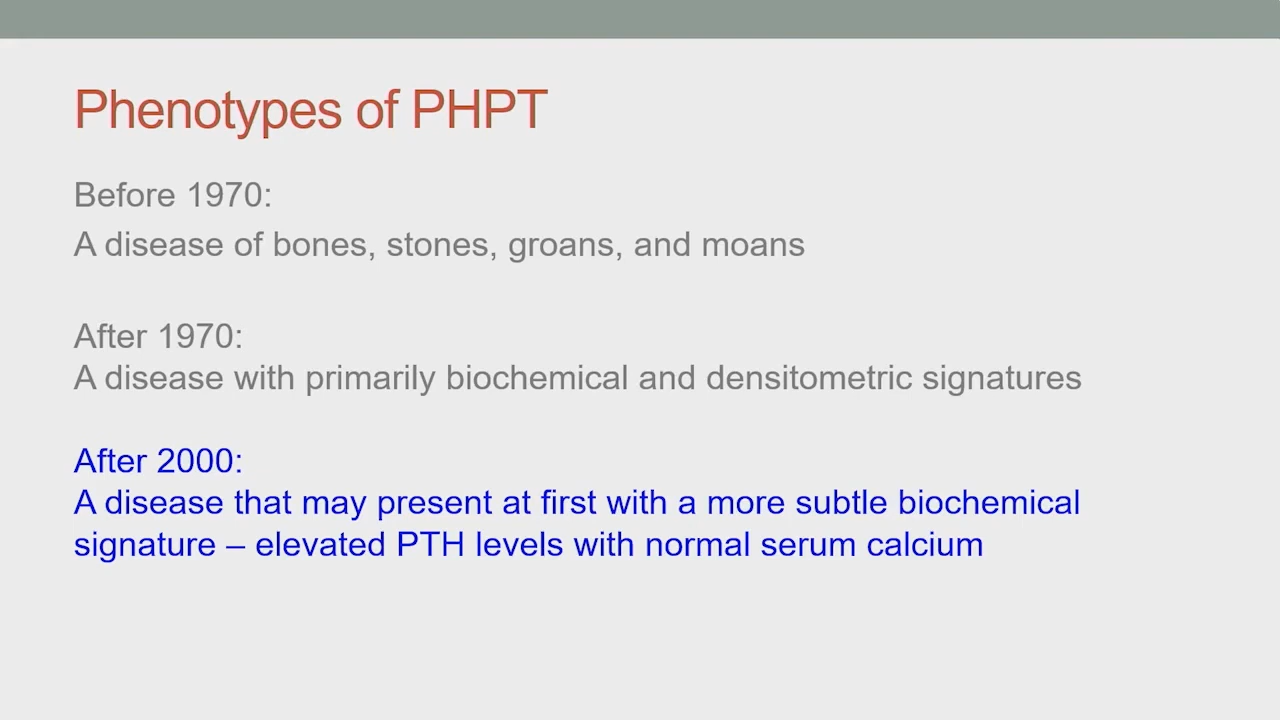 Phenotypes of PHPT
Before 1970:
A disease of bones, stones, groans, and moans
After 1970:
A disease with primarily biochemical and densitometric signatures
After 2000:
A disease that may present at first with a more subtle biochemical
signature – elevated PTH levels with normal serum calcium